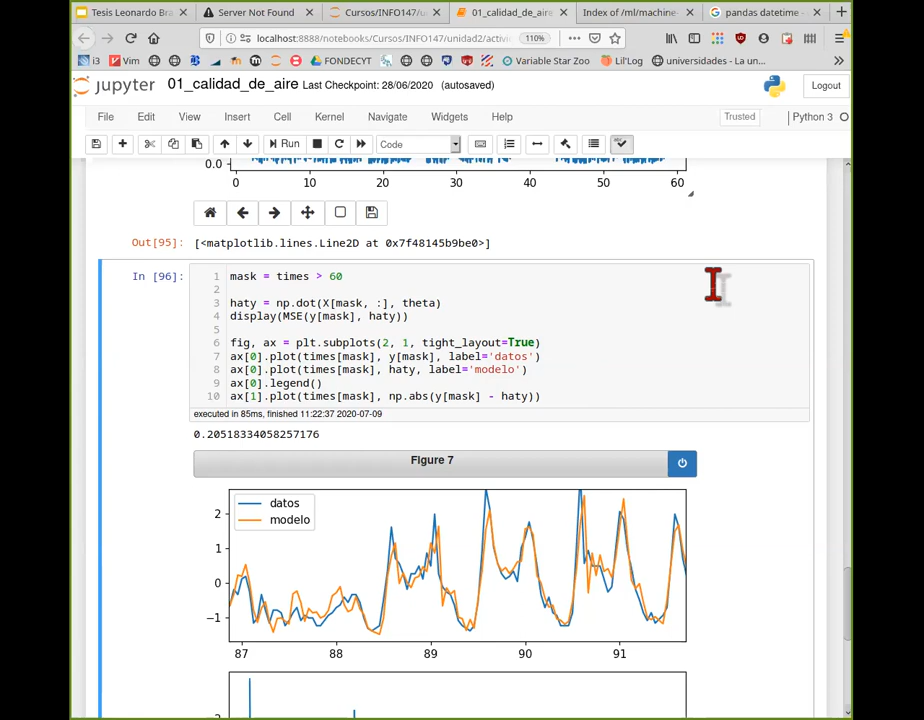 Tesis Leonardo Bra
Server Not Found
Cursos/INFO147/u
01_calidad_de_aire
Index of /ml/machine-
pandas datetime -
localhost:8888/notebooks/Cursos/INFO147/unidad2/activi
110%
i3
Vim
FONDECYT
Variable Star Zoo
Lil'Log
universidades - La un...
jupyter
01_calidad_de_aire
Last Checkpoint: 28/06/2020
(autosaved)
Logout
File
Edit
View
Insert
Cell
Kernel
Navigate
Widgets
Help
Trusted
Python 3
Run
Code
0.0
0 10 20 30 40 50 60
Out[95]: [<matplotlib.lines.Line2D at 0x7f48145b9be0>]
In [96]:
1 mask = times > 60
2
3 haty = np.dot(X[mask, :], theta)
4 display(MSE(y[mask], haty))
5
6 fig, ax = plt.subplots(2, 1, tight_layout=True)
7 ax[0].plot(times[mask], y[mask], label='datos')
8 ax[0].plot(times[mask], haty, label='modelo')
9 ax[0].legend()
10 ax[1].plot(times[mask], np.abs(y[mask] - haty))
executed in 85ms, finished 11:22:37 2020-07-09
0.20518334058257176
Figure 7
datos
modelo
2
1
0
−1
87 88 89 90 91
2